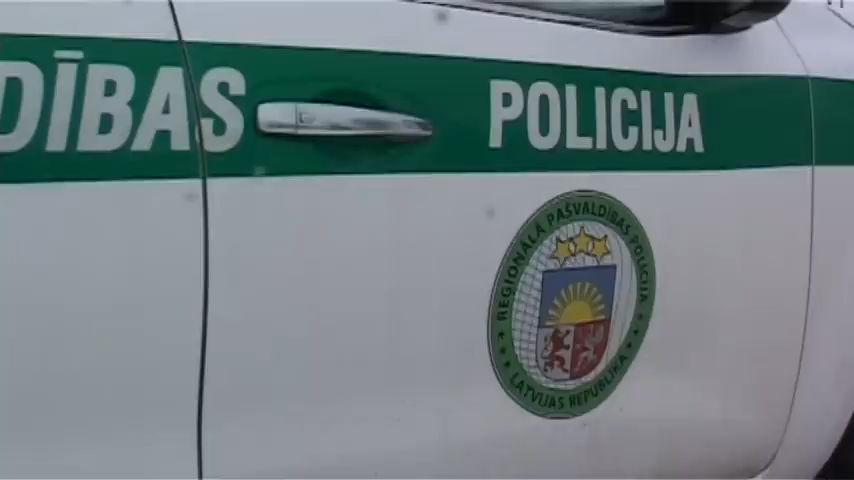 DĪBAS POLICIJA
REĢIONĀLĀ PAŠVALDĪBAS POLICIJA
LATVIJAS REPUBLIKA